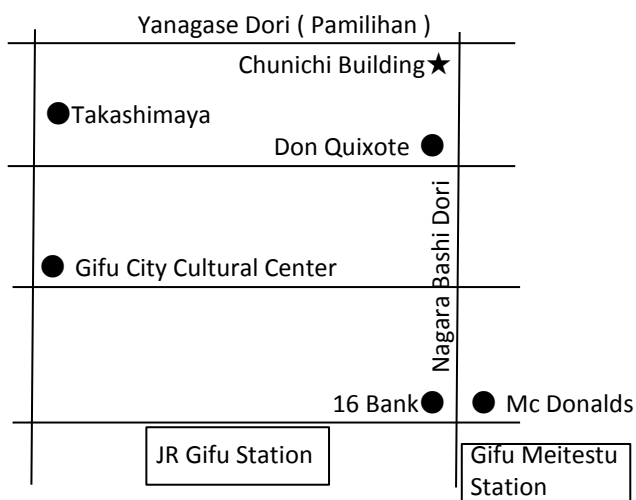 Yanagase Dori ( Pamilihan )
Chunichi Building
Takashimaya
Don Quixote
Nagara Bashi Dori
Gifu City Cultural Center
16 Bank
Mc Donalds
JR Gifu Station
Gifu Meitestu
Station